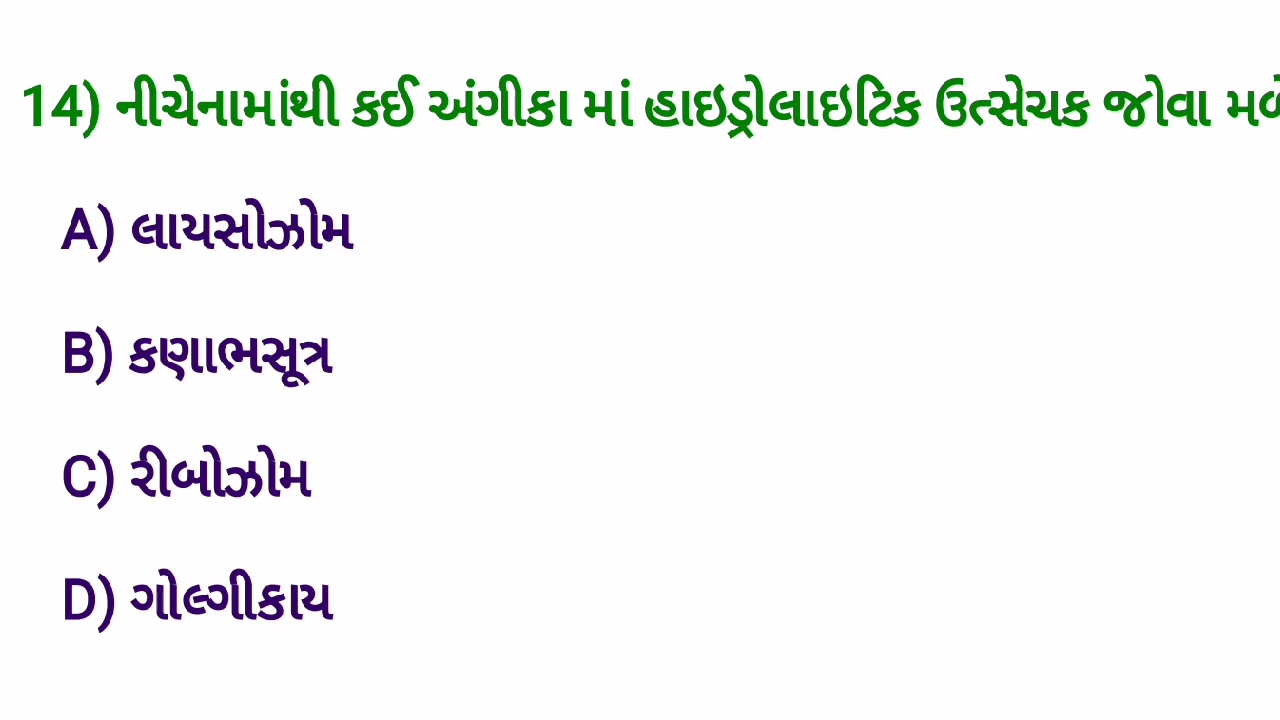 14) નીચેનામાંથી કઈ અંગીકા માં હાઇડ્રોલાઇટિક ઉત્સેચક જોવા
A) લાયસોઝોમ
B) કણાભસૂત્ર
C) રીબોઝોમ
D) ગોલ્ગીકાય